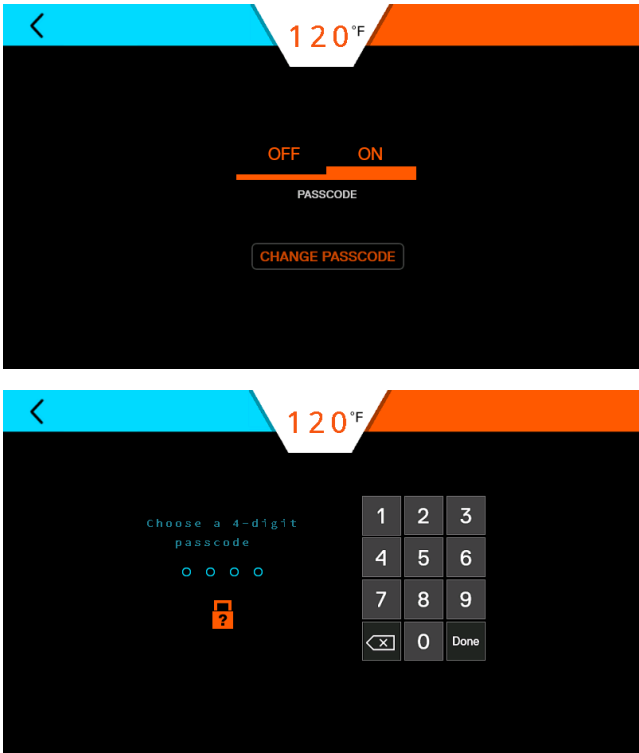 120°F
OFF ON
PASSCODE
CHANGE PASSCODE
120°F
Choose a 4-digit
passcode
1 2 3
4 5 6
7 8 9
0 Done
?